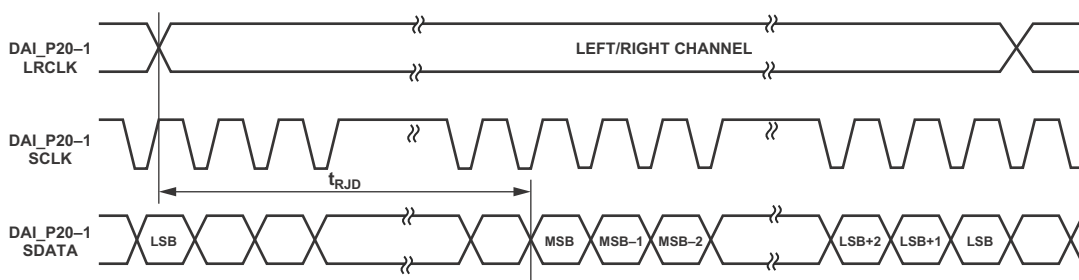 DAI_P20–1
LRCLK
LEFT/RIGHT CHANNEL
DAI_P20–1
SCLK
tRJD
DAI_P20–1
SDATA
LSB
MSB
MSB–1
MSB–2
LSB+2
LSB+1
LSB